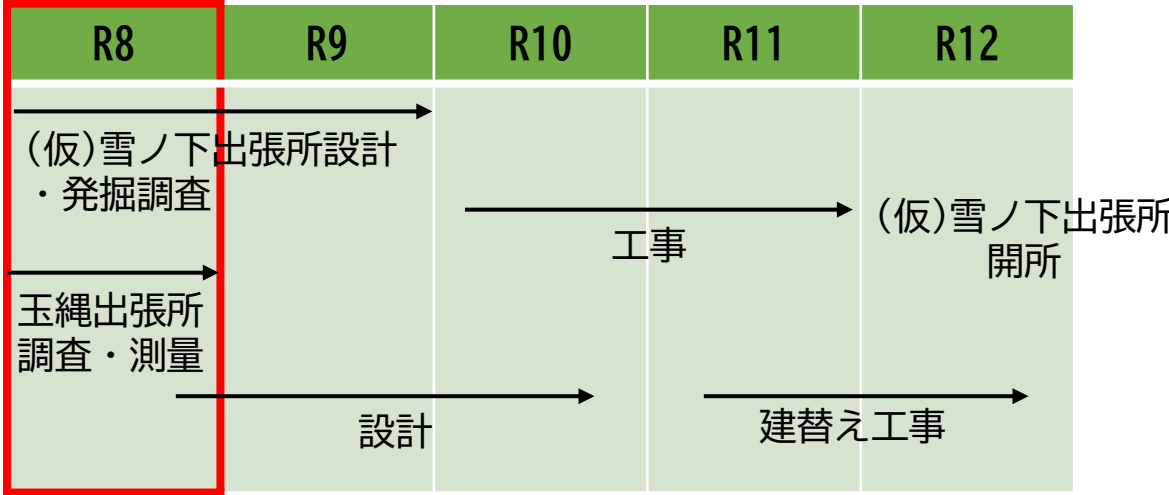 R8 R9 R10 R11 R12
(仮)雪ノ下出張所設計
・発掘調査
工事
(仮)雪ノ下出張所
開所
玉縄出張所
調査・測量
設計
建替え工事